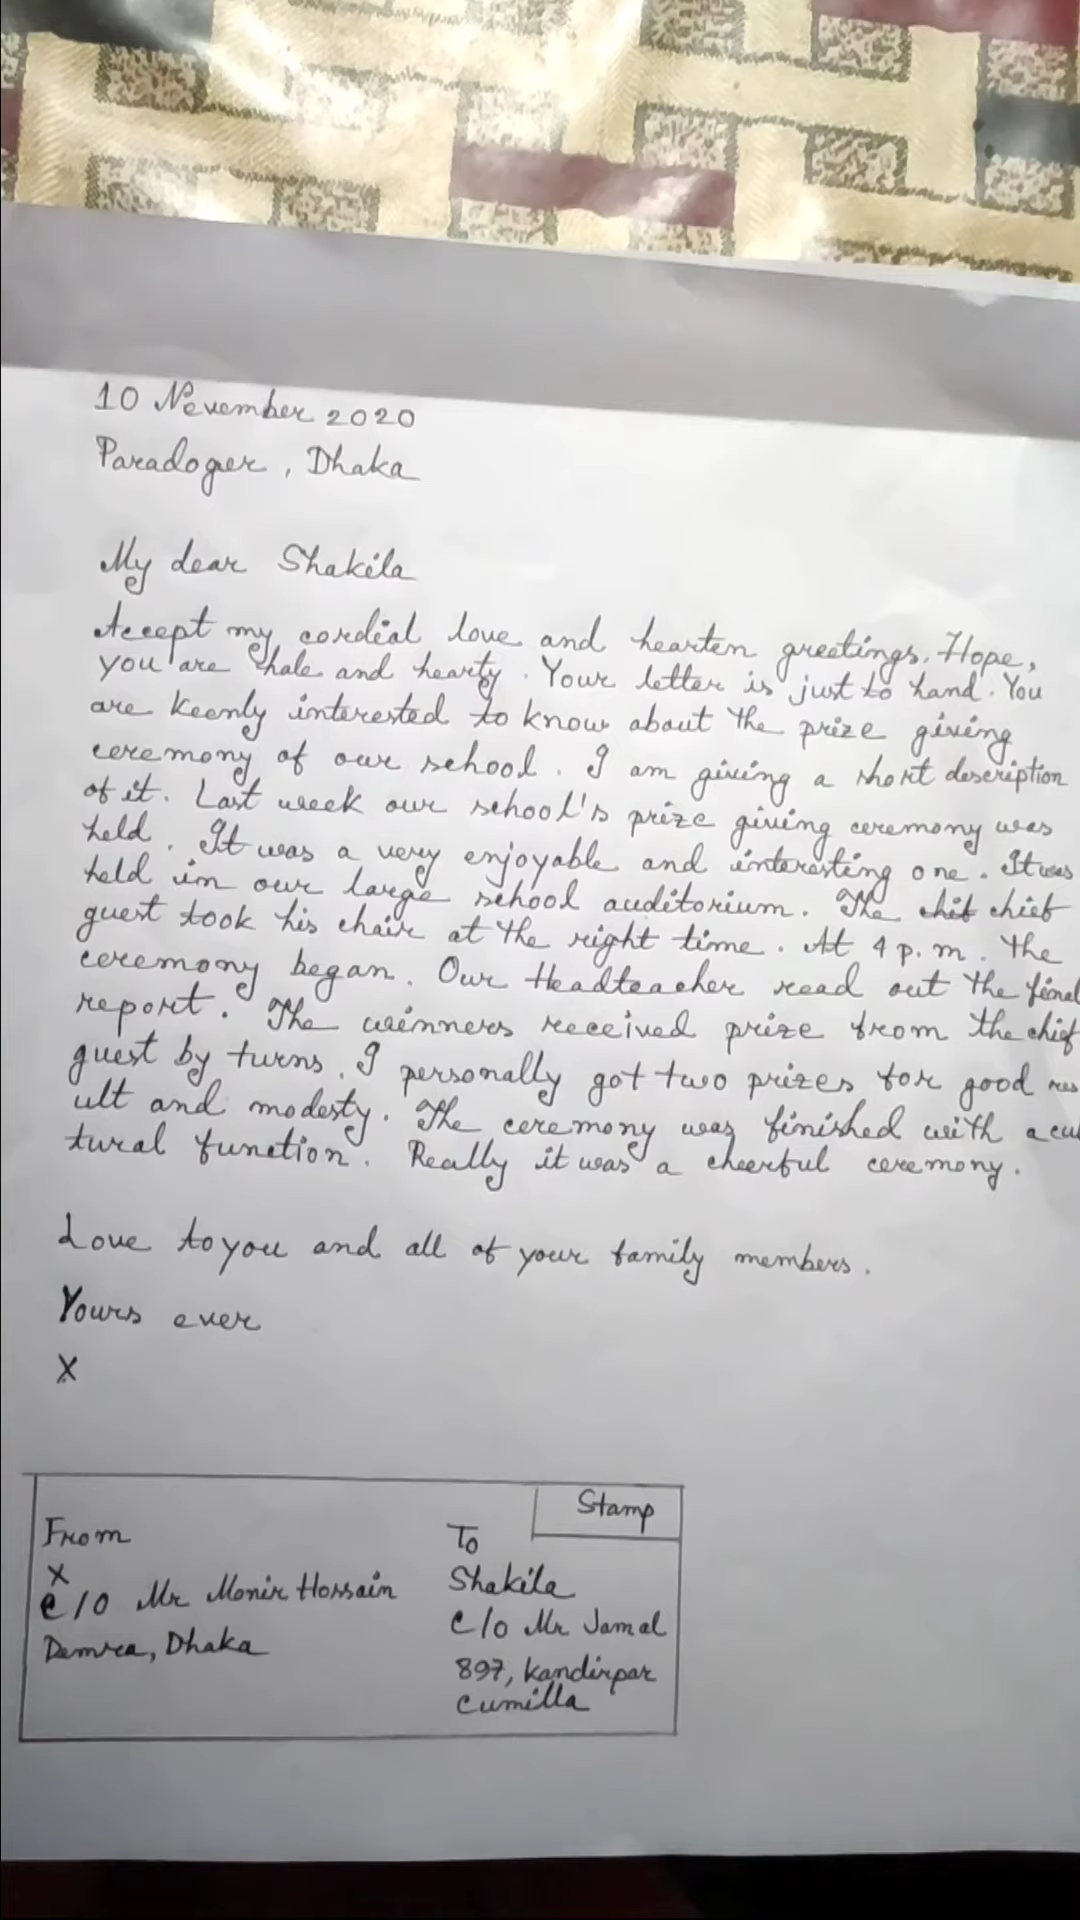 10 November 2020
Paradoger, Dhaka
My dear Shakila
Accept my cordial love and hearten greetings. Hope,
you are hale and hearty. Your letter is just to hand. You
are keenly interested to know about the prize giving
ceremony of our school. I am giving a short description
of it. Last week our school's prize giving ceremony was
held. It was a very enjoyable and interesting one. It was
held in our large school auditorium. The chif chief
guest took his chair at the right time. At 4 p.m. the
ceremony began. Our Headteacher read out the final
report. The winners received prize from the chief
guest by turns. I personally got two prizes for good res
ult and modesty. The ceremony was finished with a cul
tural function. Really it was a cheerful ceremony.
Love to you and all of your family members.
Yours ever
X
Stamp
From
X
C/O Mr Monir Hossain
Demra, Dhaka
To
Shakila
C/o Mr Jamal
897, Kandirpar
Cumilla